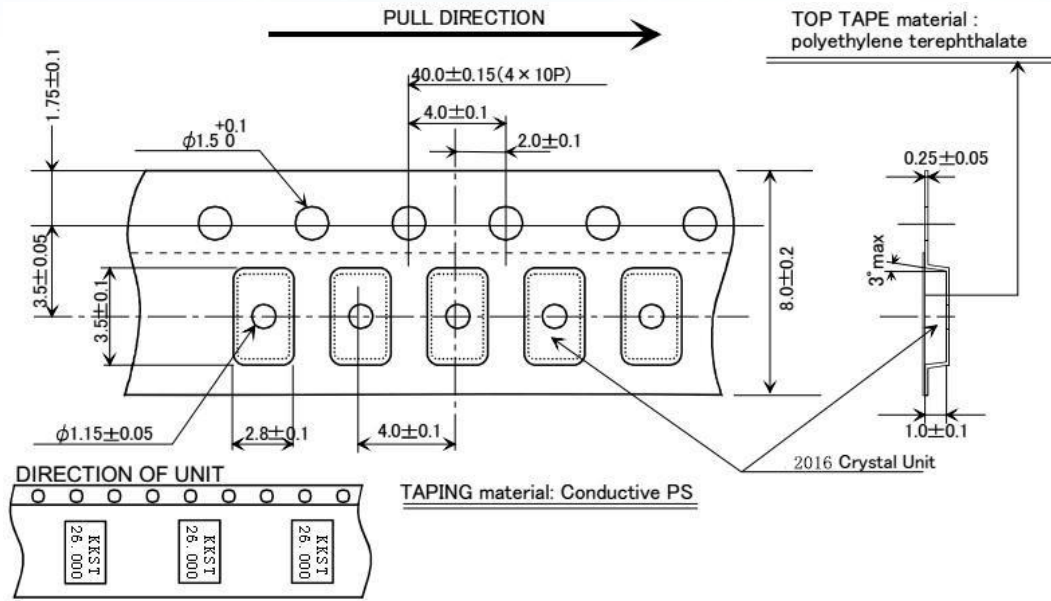 PULL DIRECTION
TOP TAPE material :
polyethylene terephthalate
1.75±0.1
40.0±0.15(4×10P)
4.0±0.1
+0.1
φ1.5 0
2.0±0.1
0.25±0.05
3.5±0.05
3.5±0.1
8.0±0.2
3°max
φ1.15±0.05
2.8±0.1
4.0±0.1
1.0±0.1
2016 Crystal Unit
DIRECTION OF UNIT
TAPING material: Conductive PS
KKST
26.000
KKST
26.000
KKST
26.000